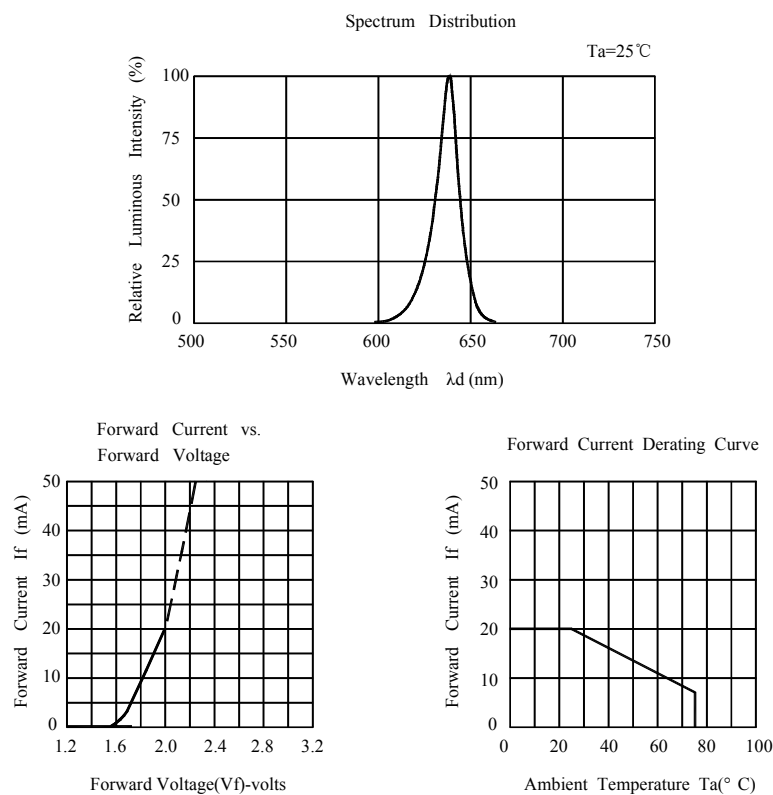 Spectrum Distribution
Ta=25℃
Relative Luminous Intensity (%)
100
75
50
25
0
500 550 600 650 700 750
Wavelength λd (nm)
Forward Current vs.
Forward Voltage
Forward Current If (mA)
50
40
30
20
10
0
1.2 1.6 2.0 2.4 2.8 3.2
Forward Voltage(Vf)-volts
Forward Current Derating Curve
Forward Current If (mA)
50
40
30
20
10
0
0 20 40 60 80 100
Ambient Temperature Ta(° C)